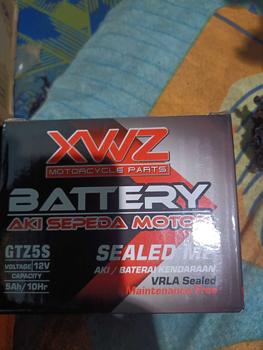 XWZ
MOTORCYCLE PARTS
BATTERY
AKI SEPEDA MOTOR
GTZ5S
VOLTAGE 12V
CAPACITY
5Ah/10Hr
SEALED MF
AKI / BATERAI KENDARAAN
VRLA Sealed
Maintenance Free